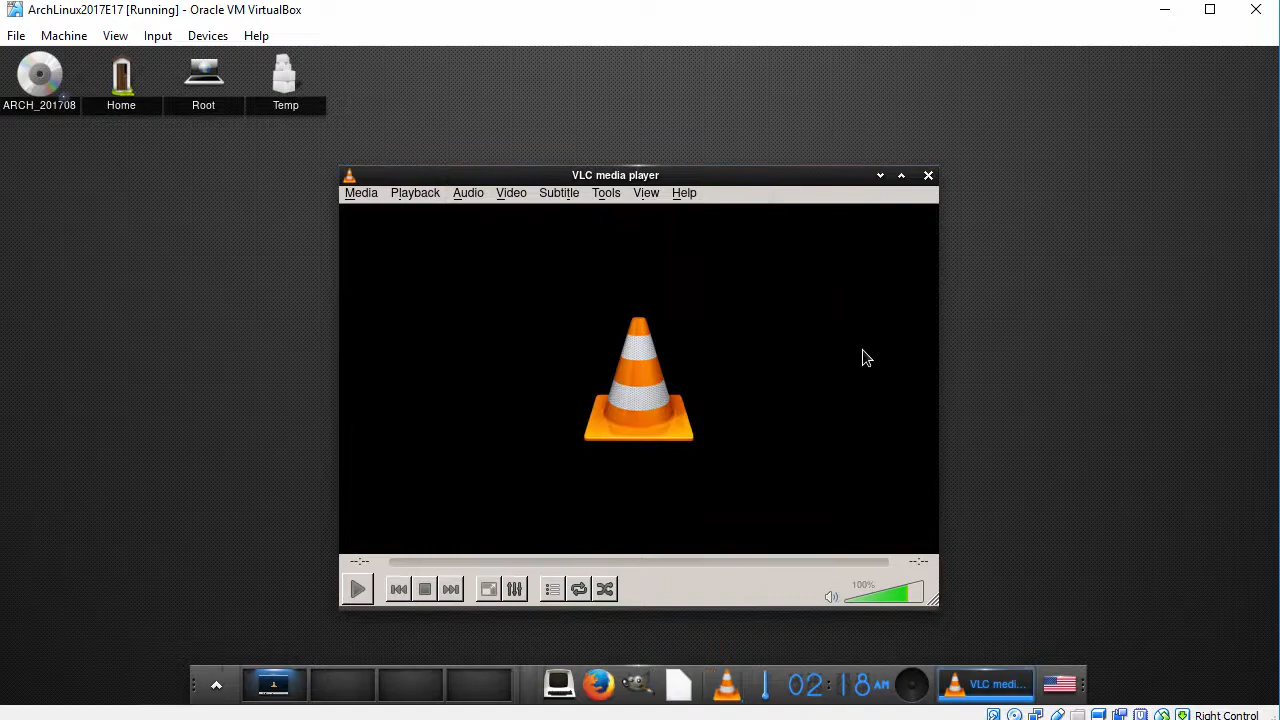 ArchLinux2017E17 [Running] - Oracle VM VirtualBox
File Machine View Input Devices Help
ARCH_201708 Home Root Temp
VLC media player
Media Playback Audio Video Subtitle Tools View Help
--:-- --:--
100%
02:18 AM VLC medi...
Right Control